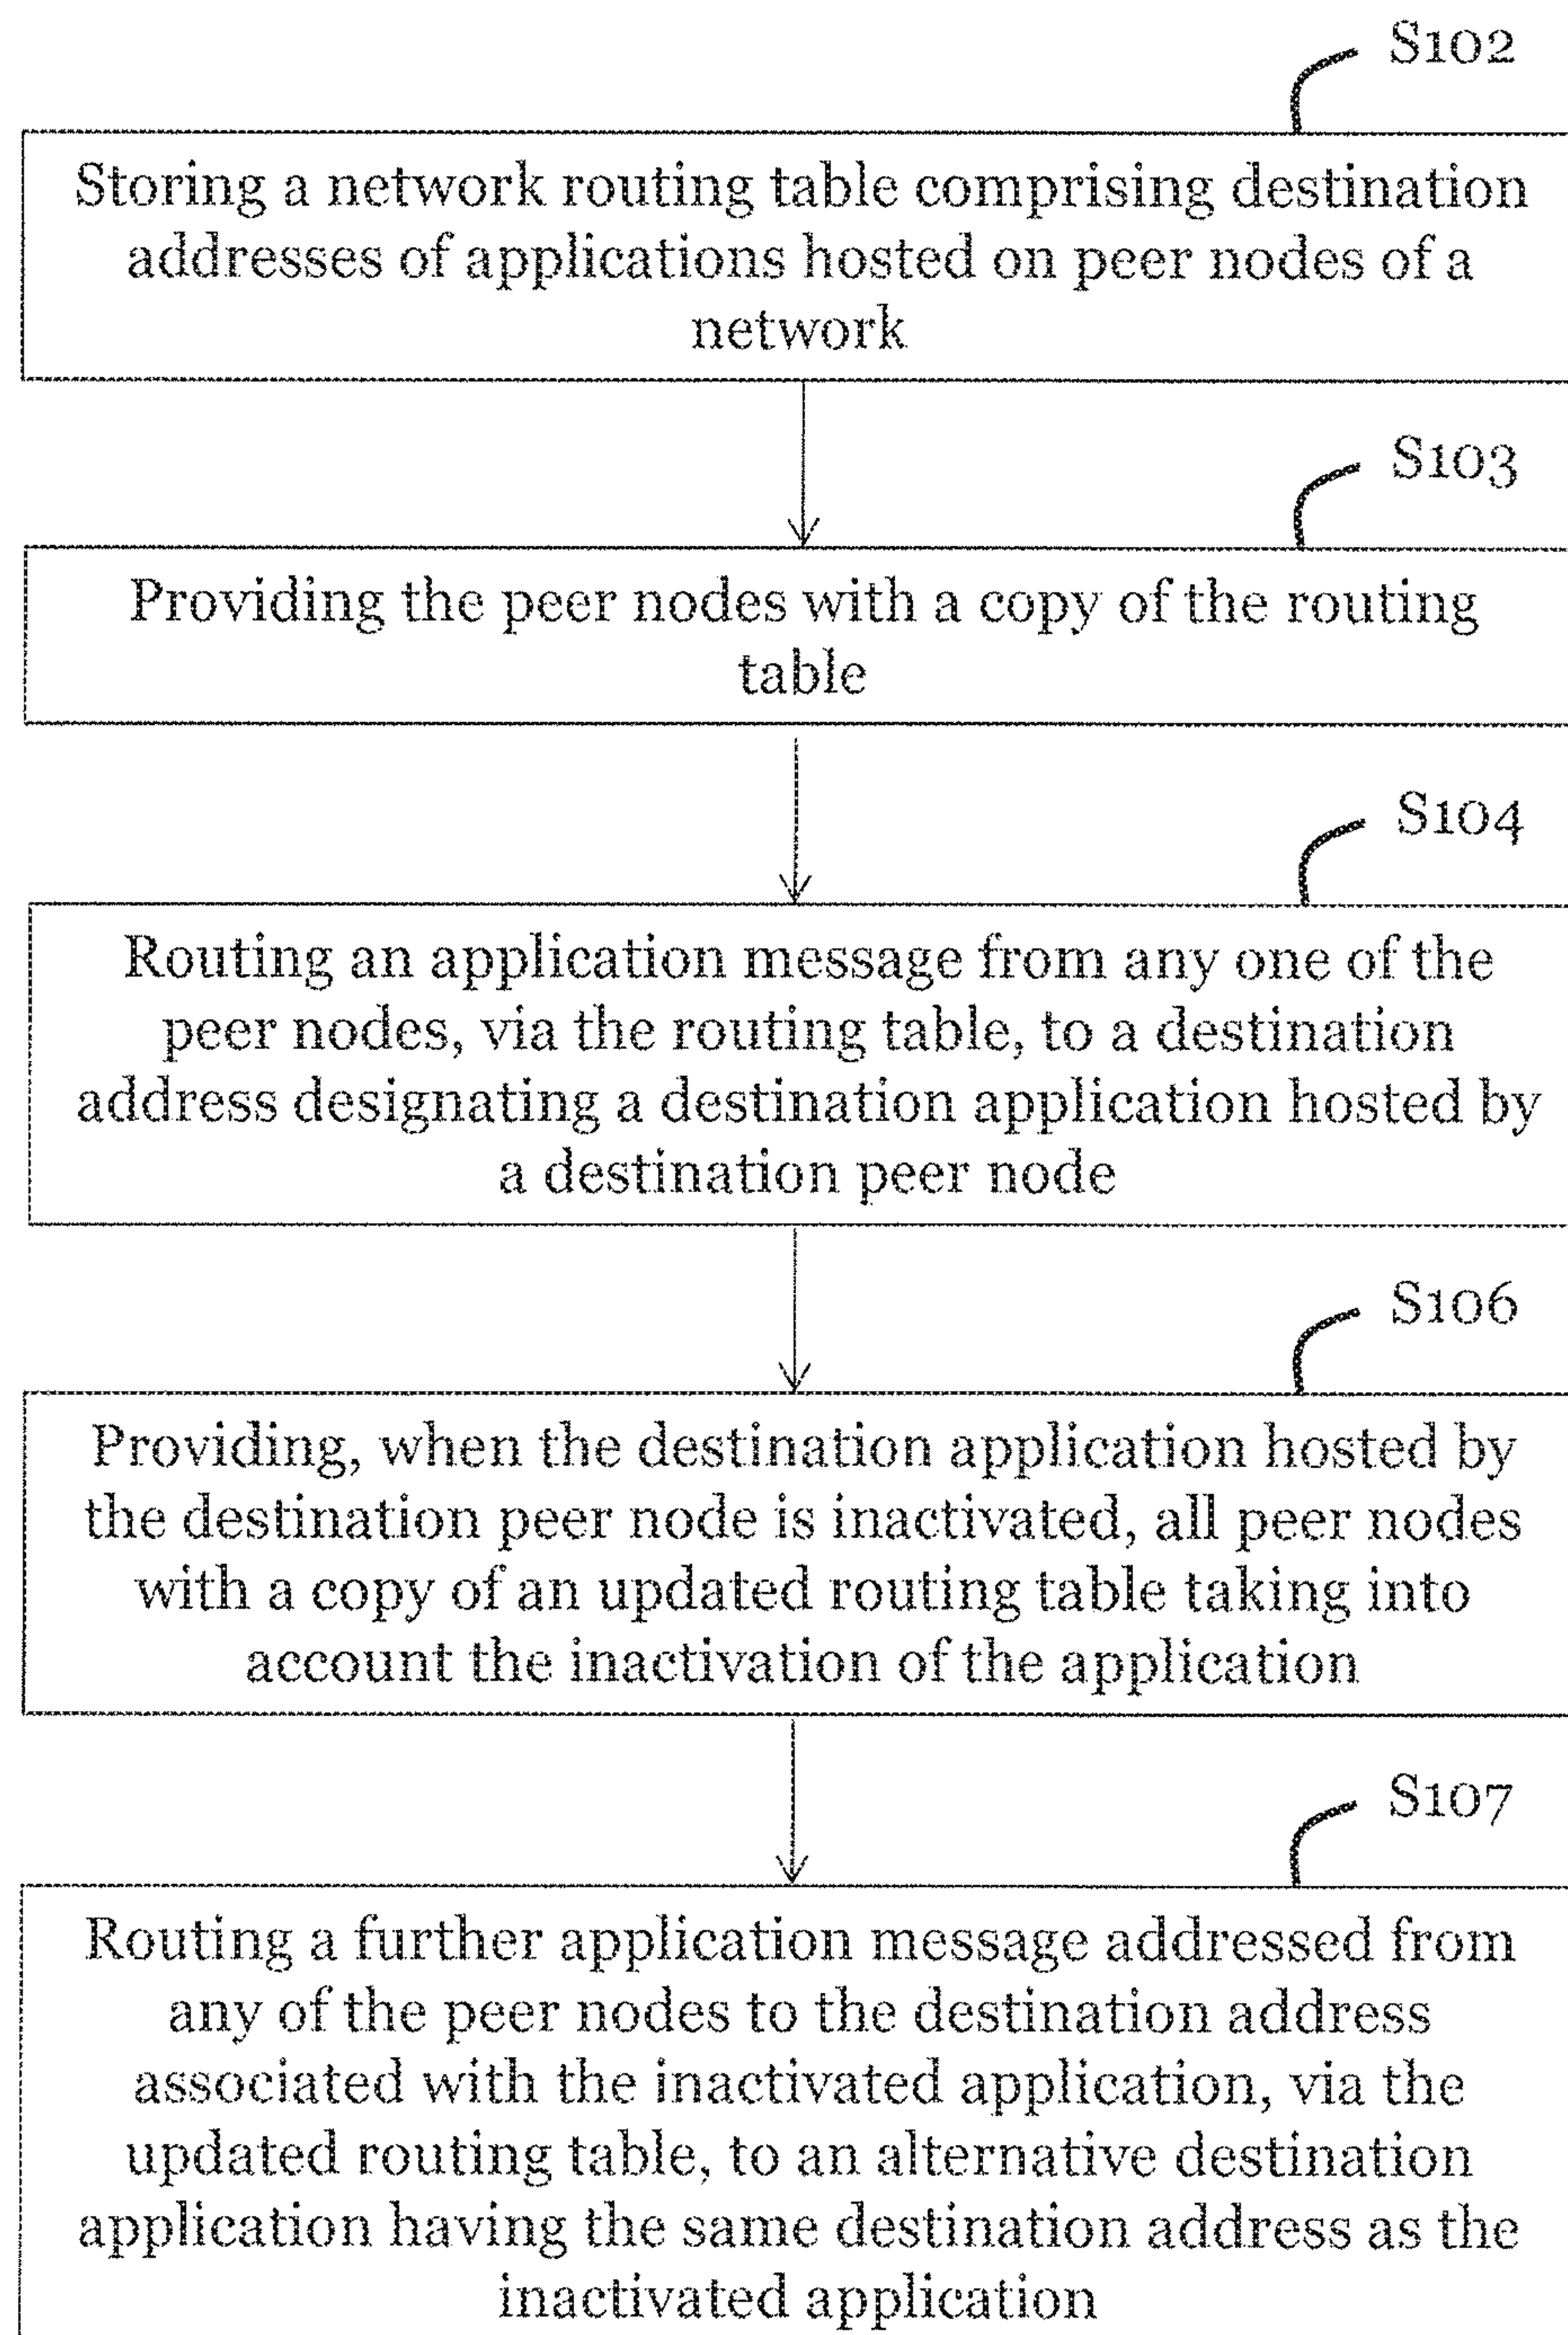 S102
Storing a network routing table comprising destination
addresses of applications hosted on peer nodes of a
network
S103
Providing the peer nodes with a copy of the routing
table
S104
Routing an application message from any one of the
peer nodes, via the routing table, to a destination
address designating a destination application hosted by
a destination peer node
S106
Providing, when the destination application hosted by
the destination peer node is inactivated, all peer nodes
with a copy of an updated routing table taking into
account the inactivation of the application
S107
Routing a further application message addressed from
any of the peer nodes to the destination address
associated with the inactivated application, via the
updated routing table, to an alternative destination
application having the same destination address as the
inactivated application